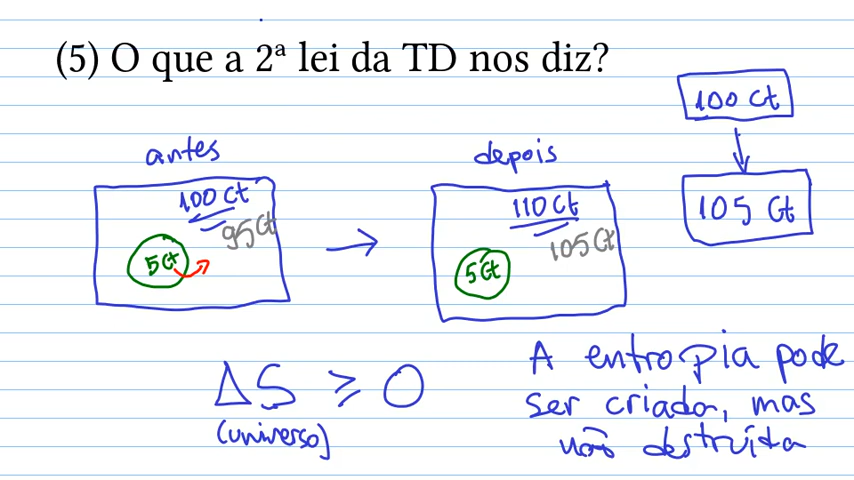 (5) O que a 2ª lei da TD nos diz?
100 Ct
antes
depois
100 Ct
95 Ct
5 Ct
110 Ct
105 Ct
5 Ct
105 Ct
ΔS ≥ 0
(universo)
A entropia pode
ser criada, mas
não destruíta